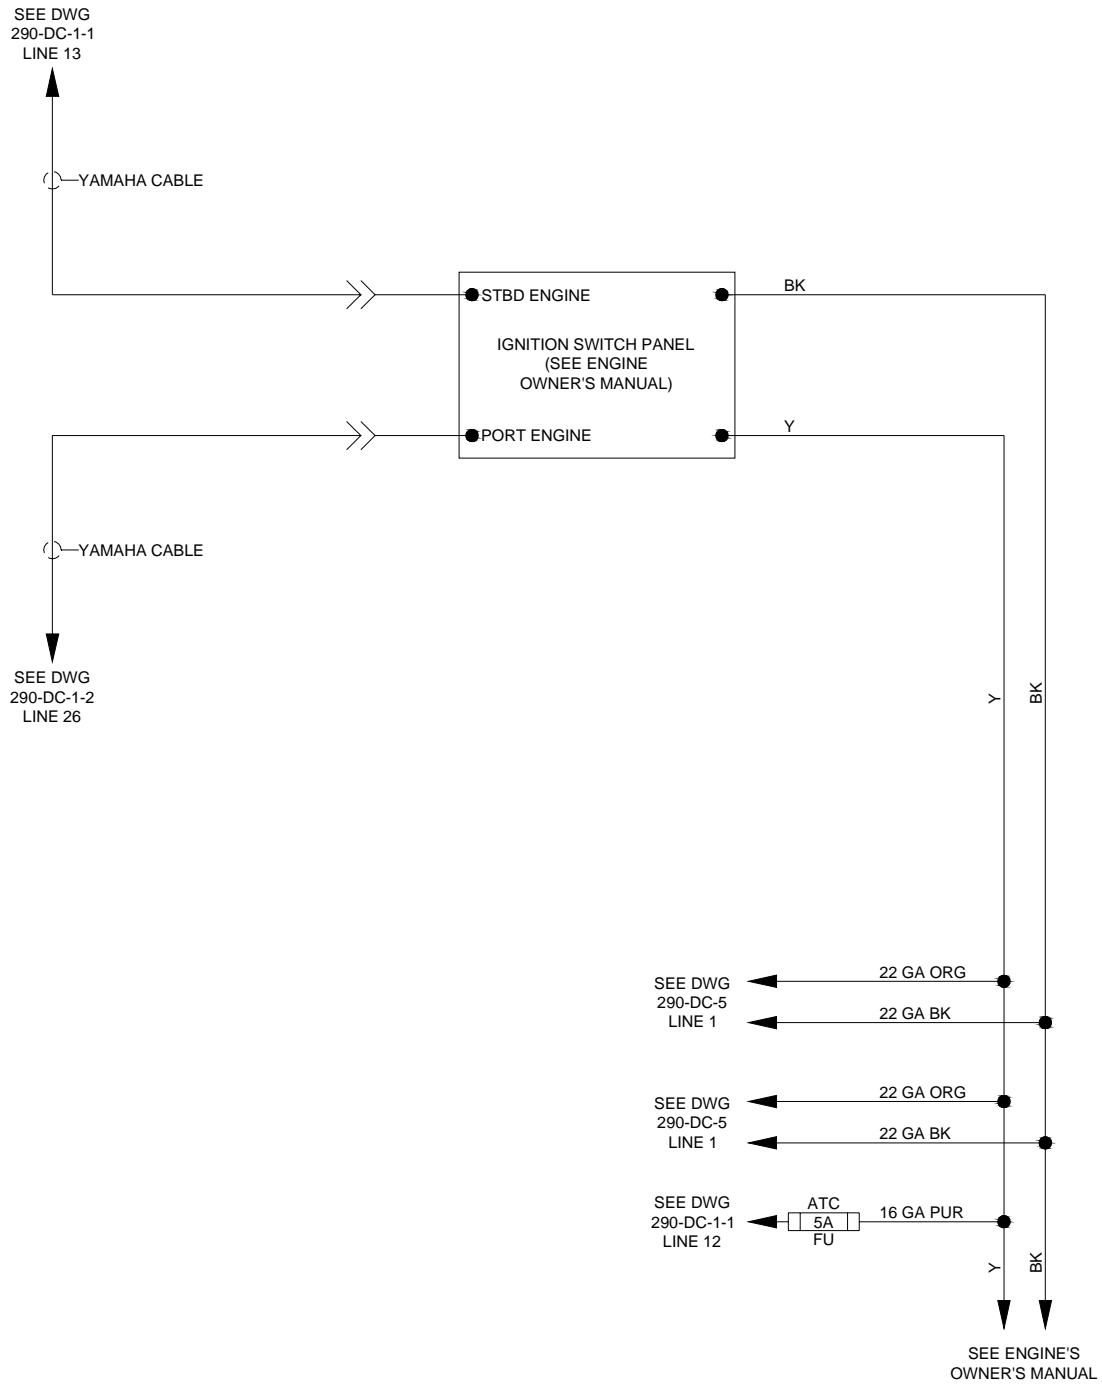 SEE DWG
290-DC-1-1
LINE 13
YAMAHA CABLE
STBD ENGINE
BK
IGNITION SWITCH PANEL
(SEE ENGINE
OWNER'S MANUAL)
PORT ENGINE
Y
YAMAHA CABLE
SEE DWG
290-DC-1-2
LINE 26
Y
BK
SEE DWG
290-DC-5
LINE 1
22 GA ORG
22 GA BK
SEE DWG
290-DC-5
LINE 1
22 GA ORG
22 GA BK
SEE DWG
290-DC-1-1
LINE 12
ATC
5A
FU
16 GA PUR
Y
BK
SEE ENGINE'S
OWNER'S MANUAL